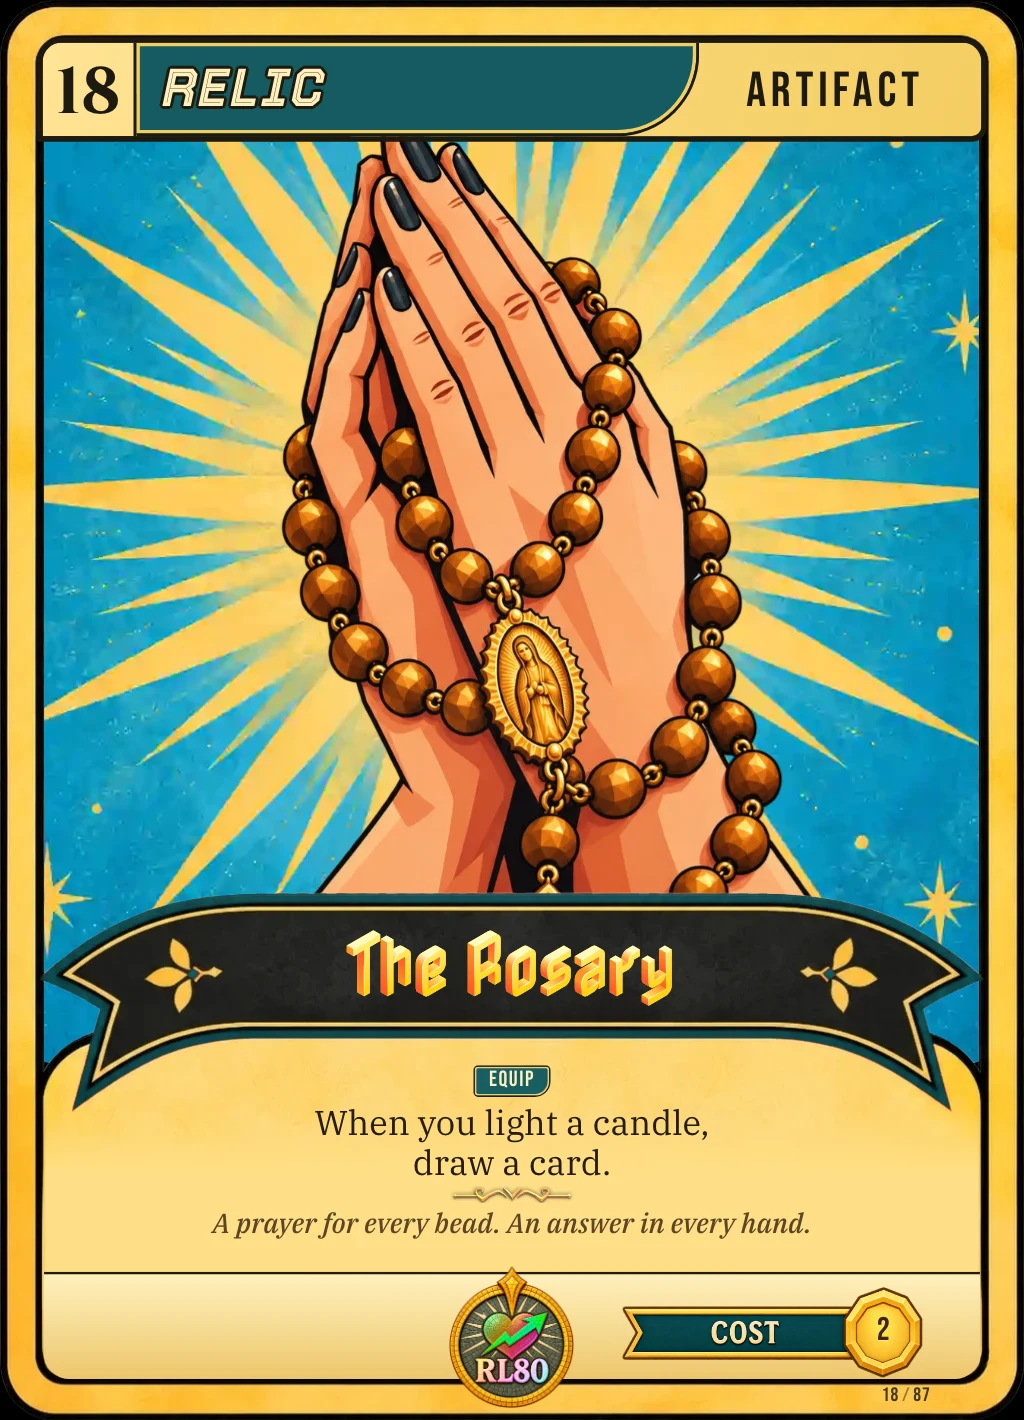 18 RELIC ARTIFACT
The Rosary
EQUIP
When you light a candle,
draw a card.
A prayer for every bead. An answer in every hand.
RL80
COST 2
18 / 87